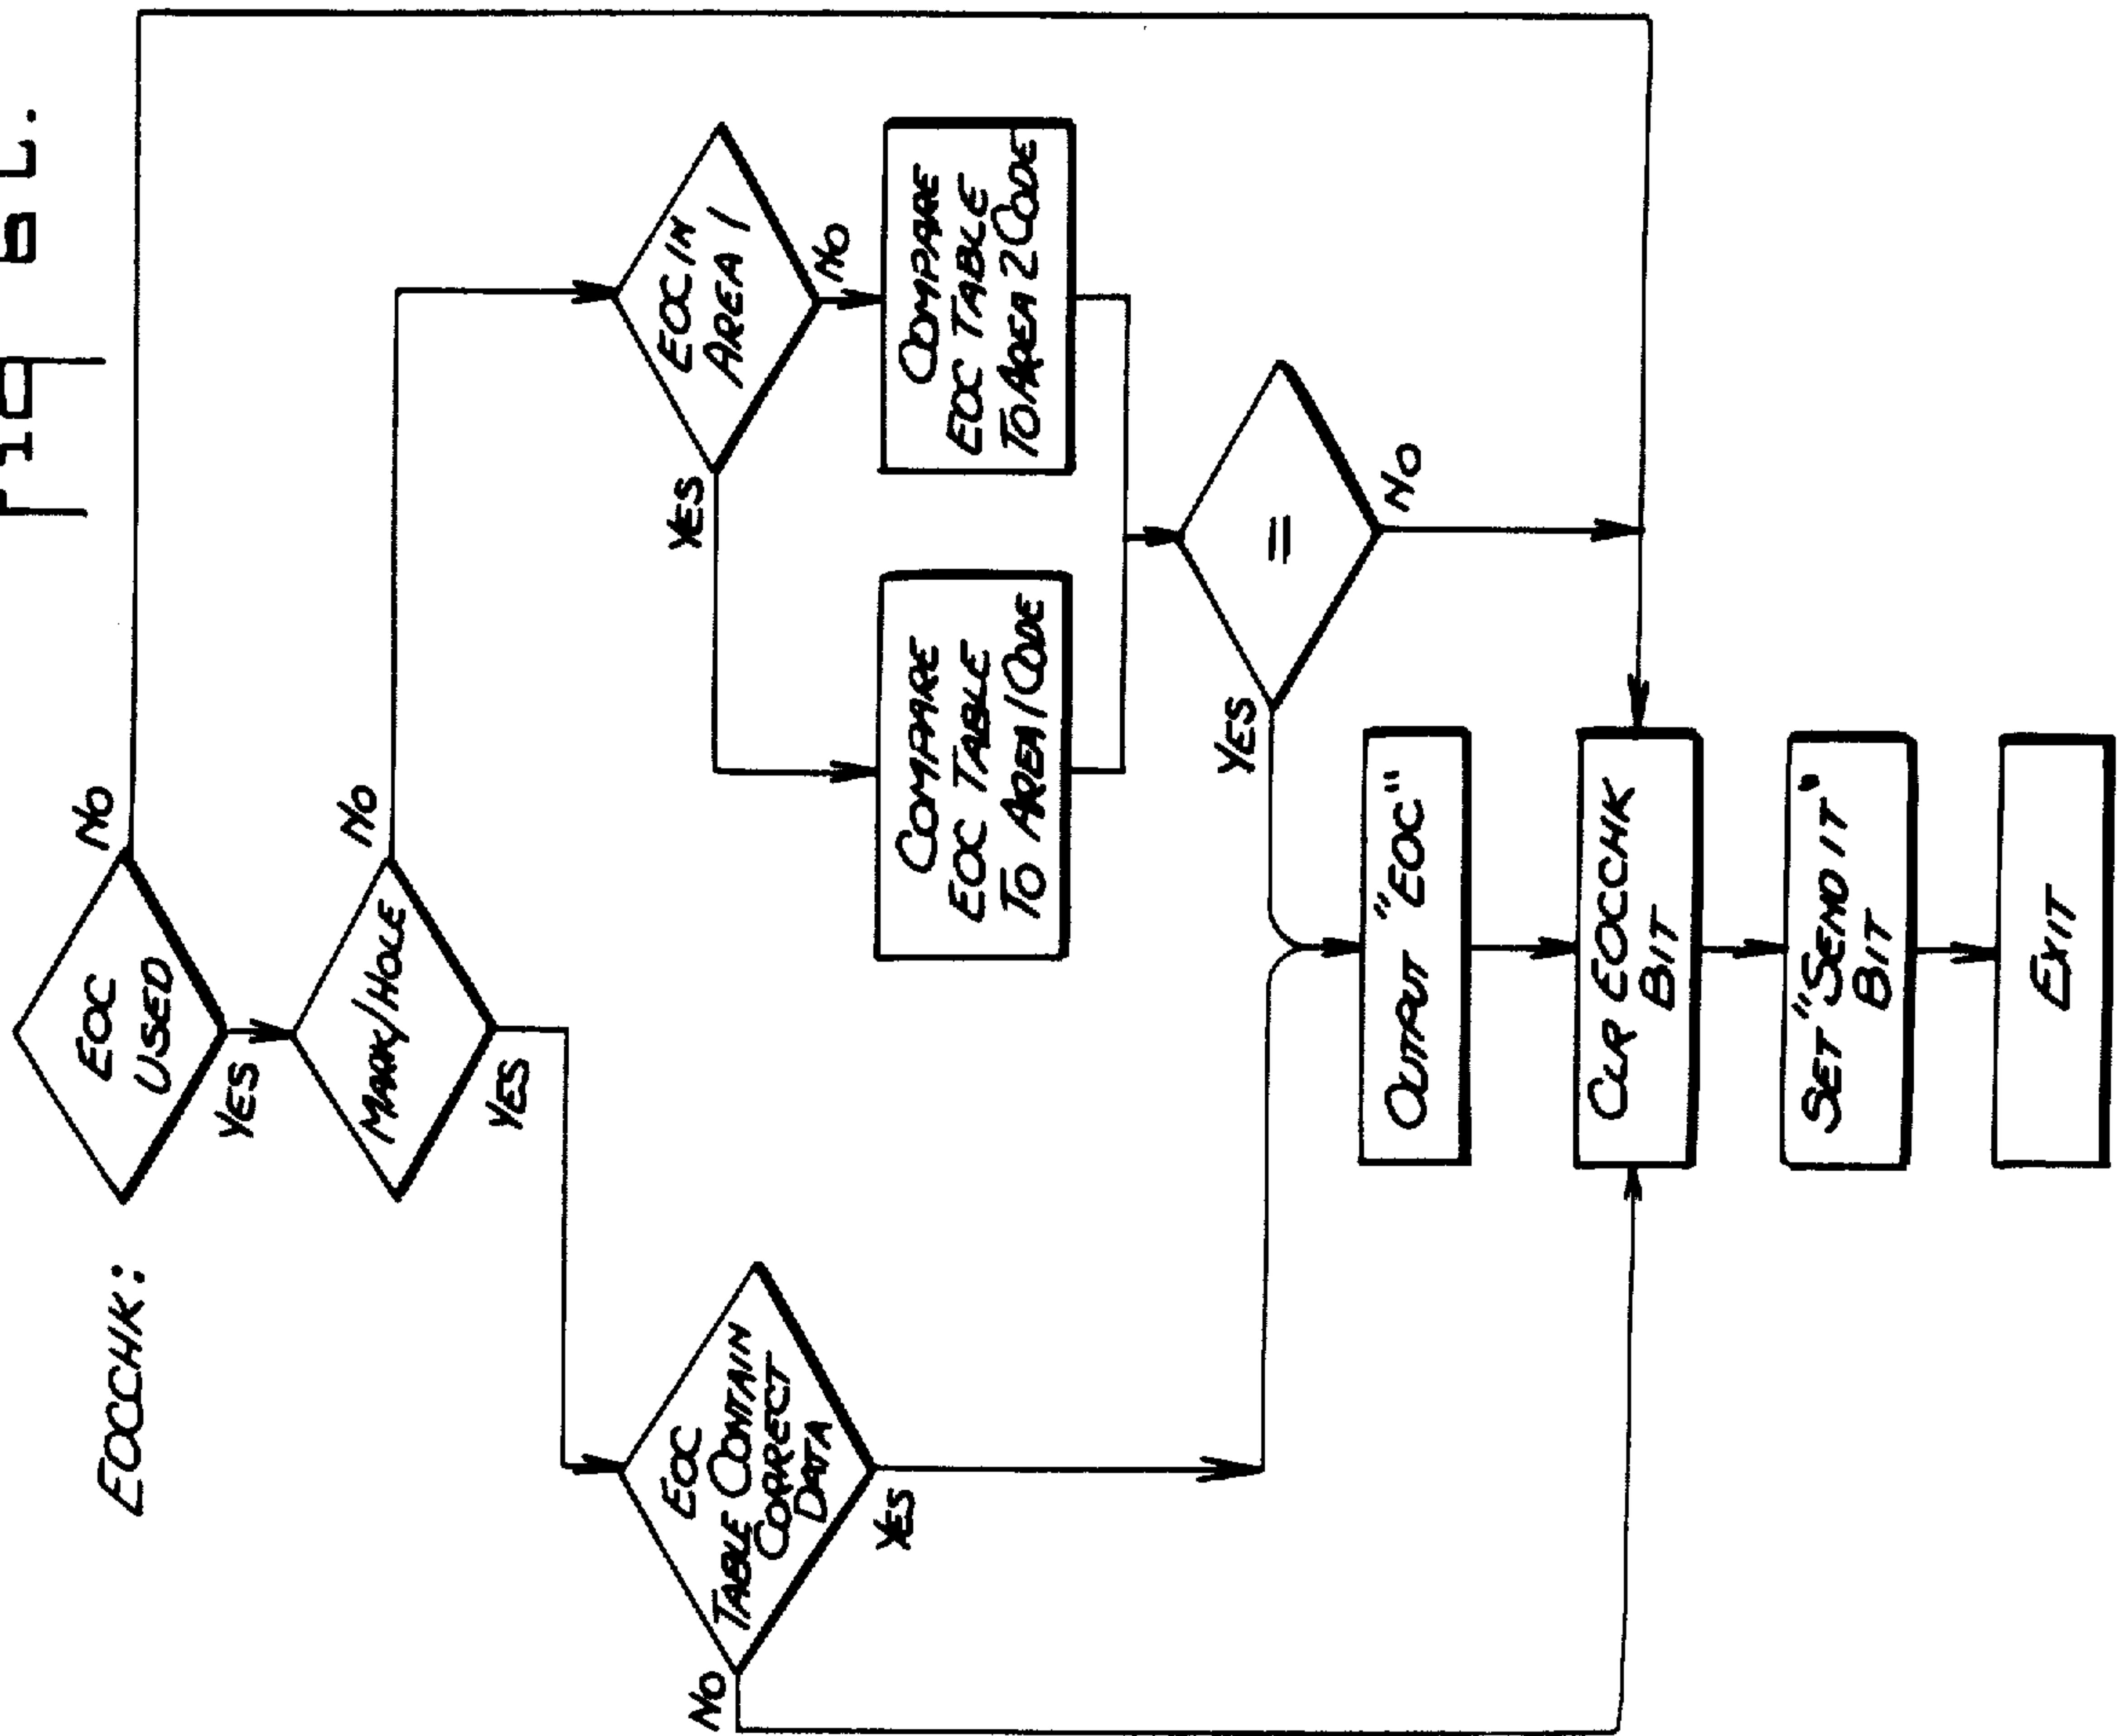 EOCCHK:
EOC
USED
NO
YES
MARK/HOLE
NO
YES
EOC
TABLE CONTAIN
CORRECT
DATA
NO
YES
EOC IN
AREA 1
YES
NO
COMPARE
EOC TABLE
TO AREA 1 CODE
COMPARE
EOC TABLE
TO AREA 2 CODE
=
YES
NO
OUTPUT "EOC"
CLR EOCCHK
BIT
SET "SEND IT"
BIT
EXIT